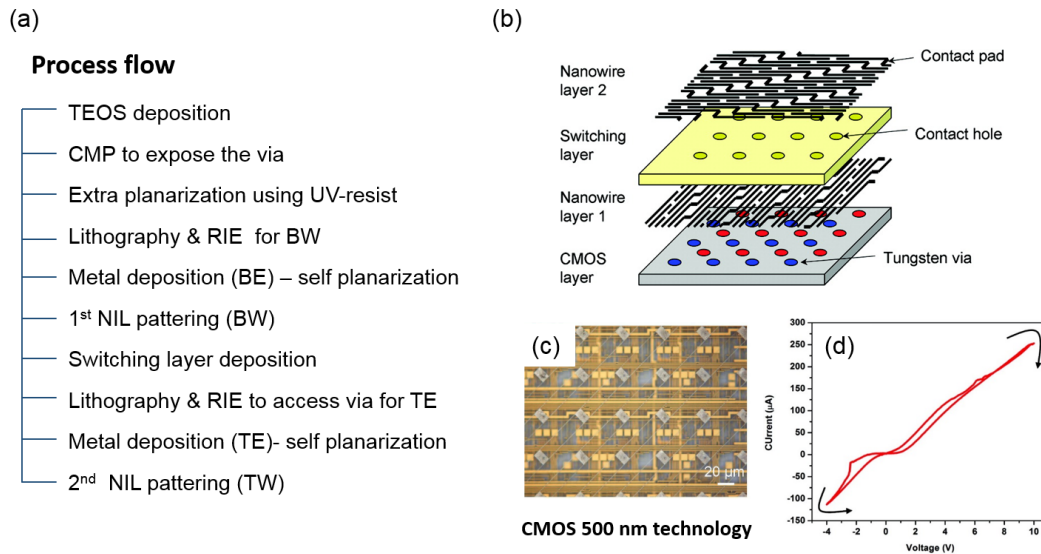 (a)
Process flow
TEOS deposition
CMP to expose the via
Extra planarization using UV-resist
Lithography & RIE for BW
Metal deposition (BE) – self planarization
1st NIL pattering (BW)
Switching layer deposition
Lithography & RIE to access via for TE
Metal deposition (TE)- self planarization
2nd NIL pattering (TW)
(b)
Nanowire
layer 2
Contact pad
Switching
layer
Contact hole
Nanowire
layer 1
CMOS
layer
Tungsten via
(c)
20 µm
CMOS 500 nm technology
(d)
CUrrent (µA)
300
250
200
150
100
50
0
-50
-100
-150
-4 -2 0 2 4 6 8 10
Voltage (V)